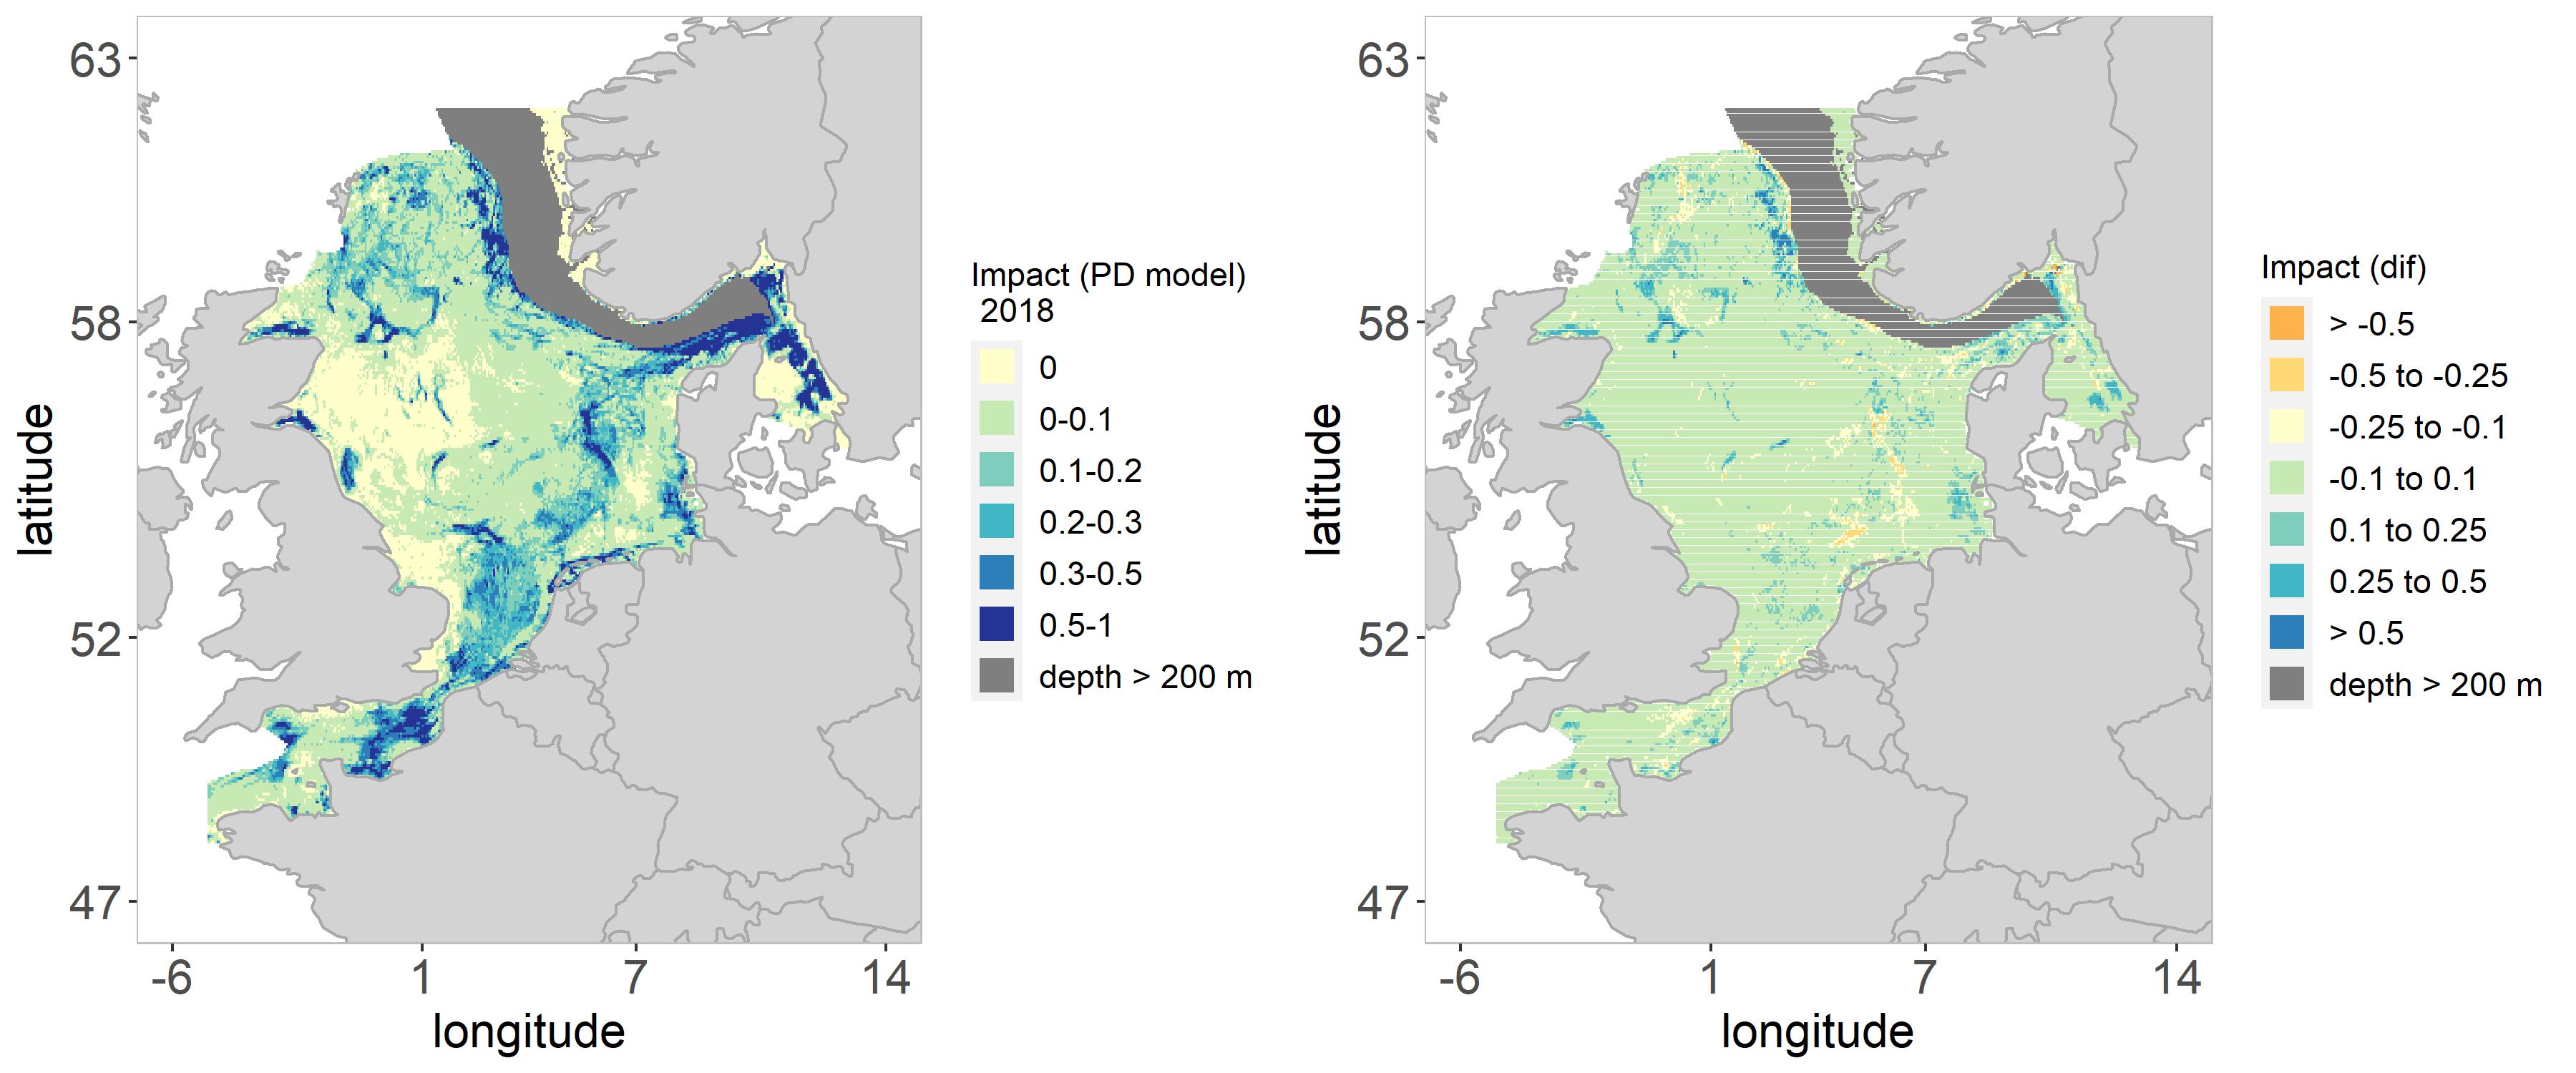 63
58
52
47
latitude
-6
1
7
14
longitude
Impact (PD model)
2018
0
0-0.1
0.1-0.2
0.2-0.3
0.3-0.5
0.5-1
depth > 200 m
63
58
52
47
latitude
-6
1
7
14
longitude
Impact (dif)
> -0.5
-0.5 to -0.25
-0.25 to -0.1
-0.1 to 0.1
0.1 to 0.25
0.25 to 0.5
> 0.5
depth > 200 m